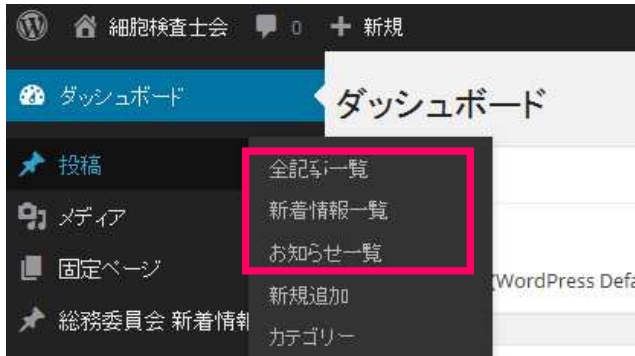 細胞検査士会 0 + 新規
ダッシュボード
ダッシュボード
投稿
全記事一覧
メディア
新着情報一覧
固定ページ
お知らせ一覧
(WordPress Defa
総務委員会 新着情報
新規追加
カテゴリー